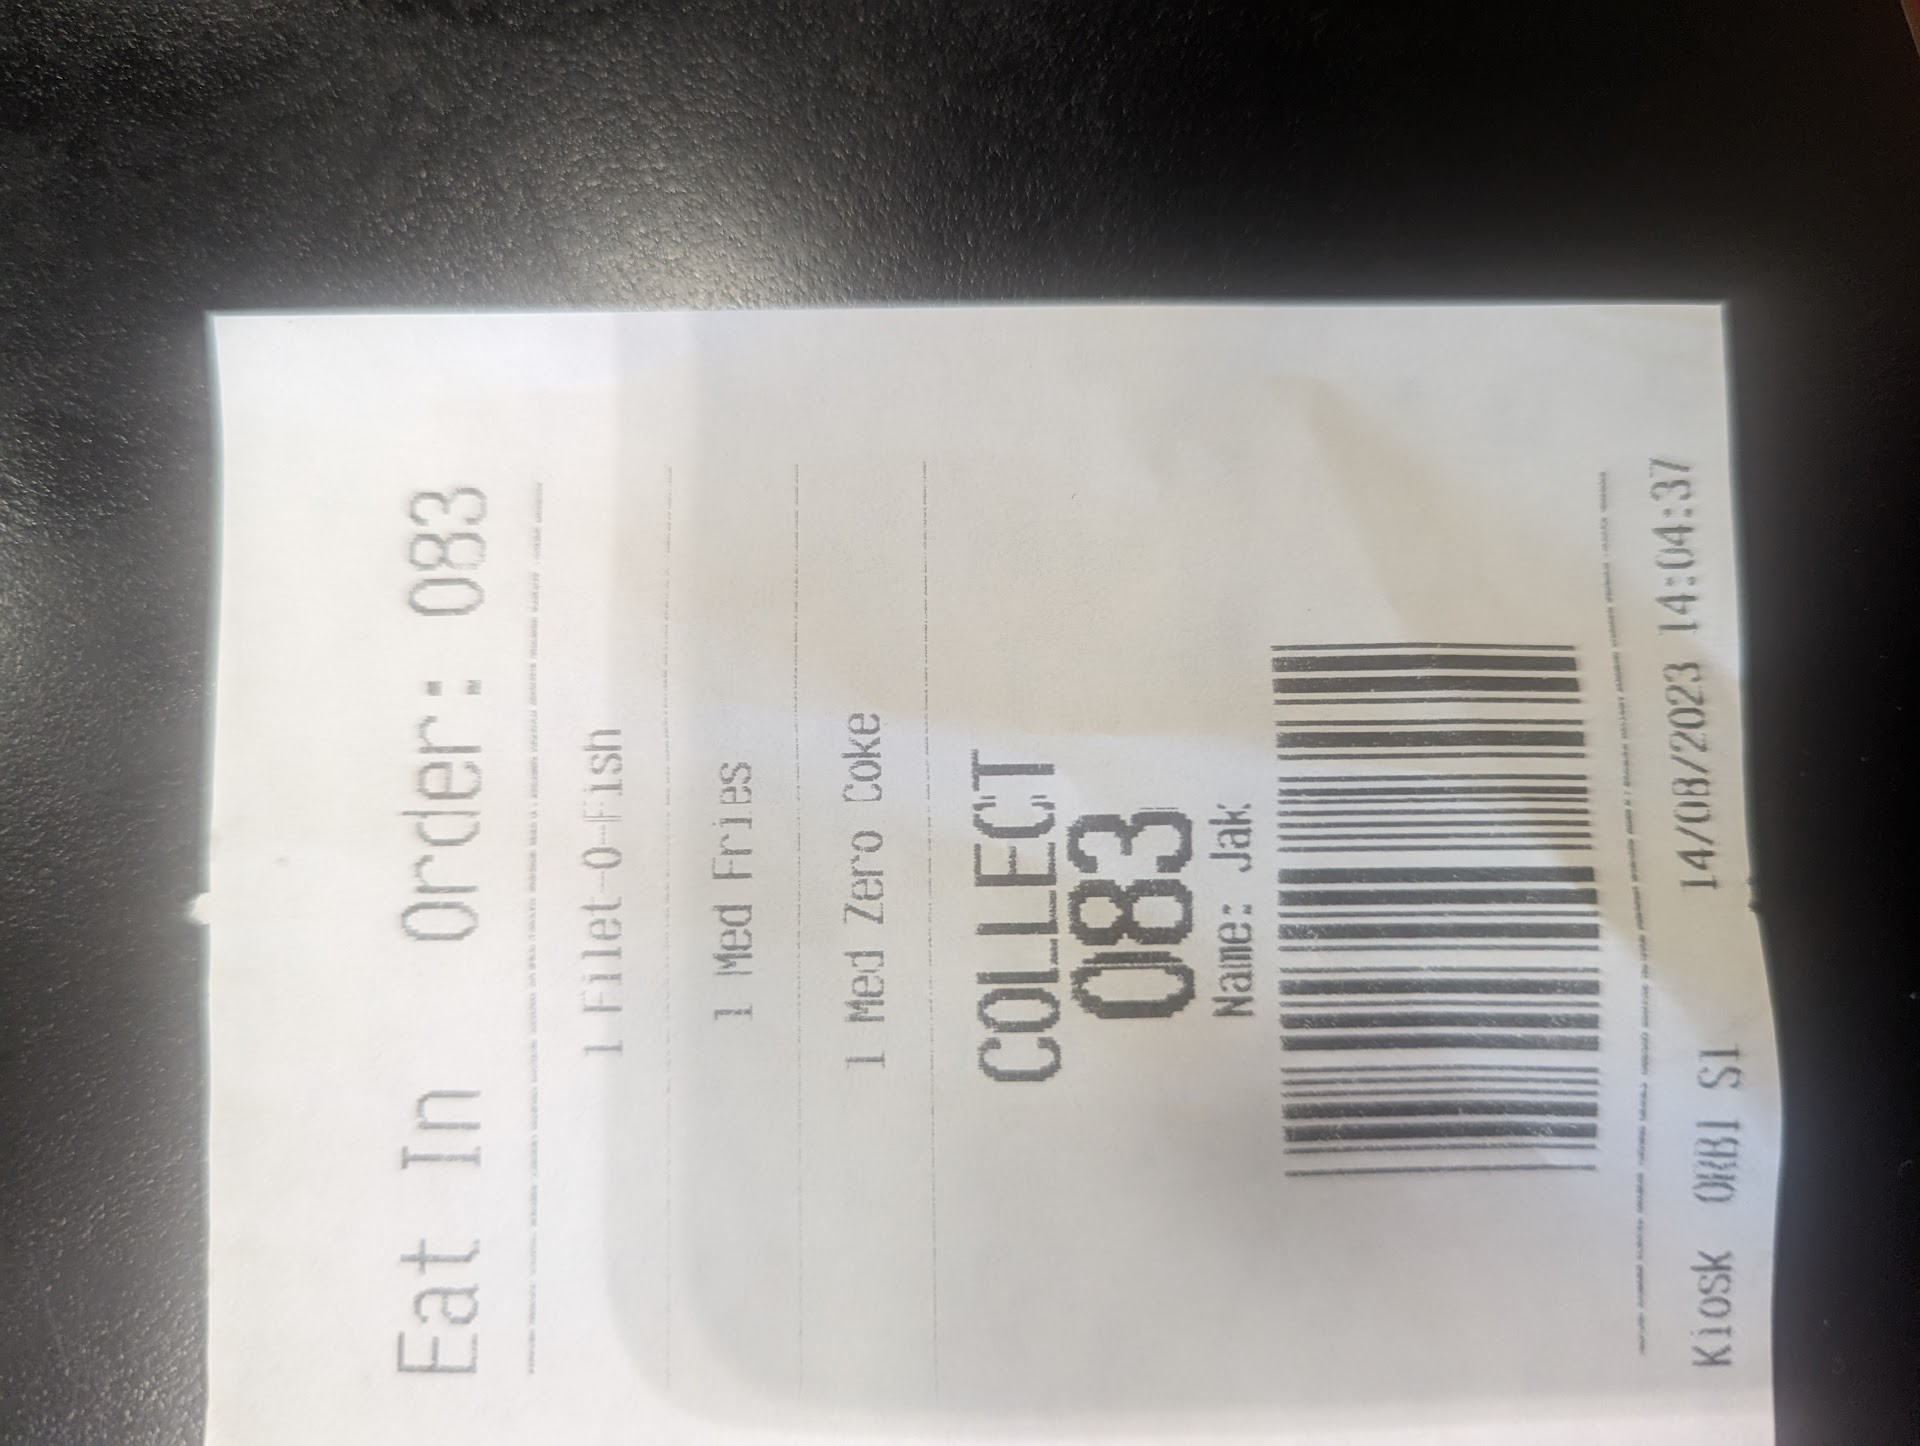 Eat In Order: 083
1 Filet-O-Fish
1 Med Fries
1 Med Zero Coke
COLLECT
083
Name: Jak
Kiosk ORB1 S1 14/08/2023 14:04:37